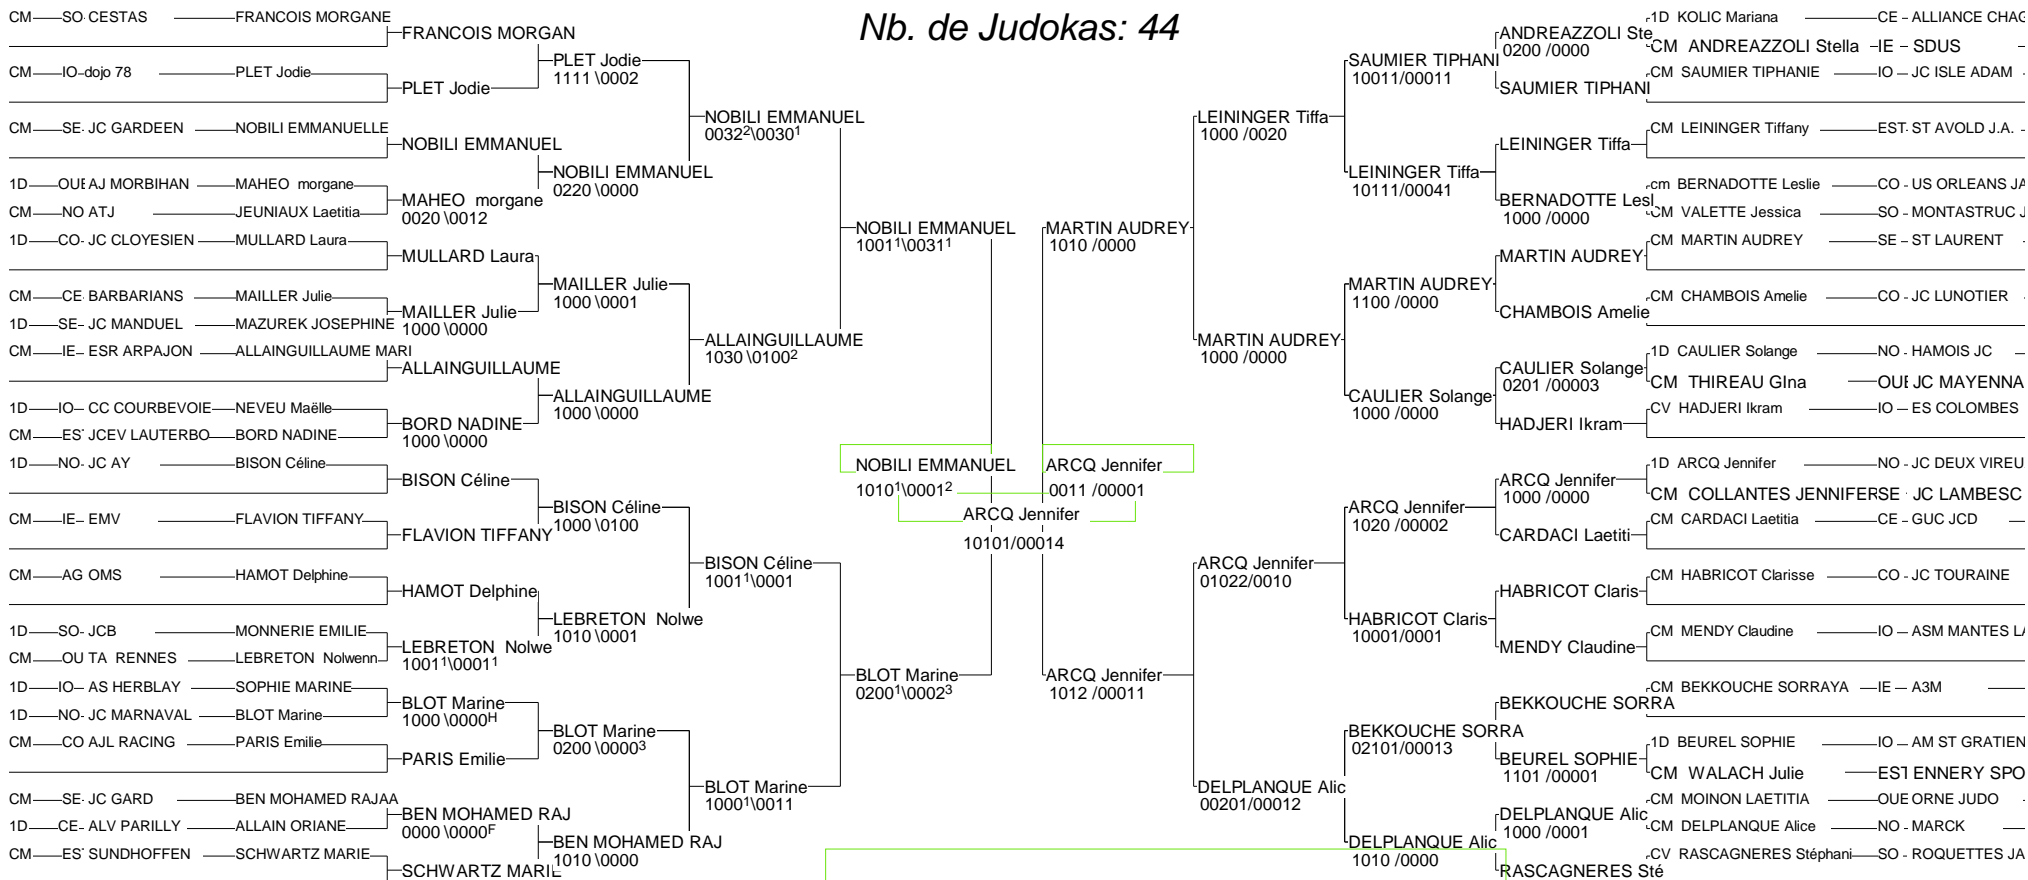 Nb. de Judokas: 44
CM SO- CESTAS FRANCOIS MORGANE
CM IO- dojo 78 PLET Jodie
CM SE- JC GARDEEN NOBILI EMMANUELLE
1D OUE AJ MORBIHAN MAHEO morgane
CM NO ATJ JEUNIAUX Laetitia
1D CO- JC CLOYESIEN MULLARD Laura
CM CE BARBARIANS MAILLER Julie
1D SE- JC MANDUEL MAZUREK JOSEPHINE
CM IE- ESR ARPAJON ALLAINGUILLAUME MARI
1D IO- CC COURBEVOIE NEVEU Maëlle
CM ES JCEV LAUTERBO BORD NADINE
1D NO- JC AY BISON Céline
CM IE- EMV FLAVION TIFFANY
CM AG OMS HAMOT Delphine
1D SO- JCB MONNERIE EMILIE
CM OU TA RENNES LEBRETON Nolwenn
1D IO- AS HERBLAY SOPHIE MARINE
1D NO- JC MARNAVAL BLOT Marine
CM CO AJL RACING PARIS Emilie
CM SE- JC GARD BEN MOHAMED RAJAA
1D CE- ALV PARILLY ALLAIN ORIANE
CM ES SUNDHOFFEN SCHWARTZ MARIE
FRANCOIS MORGAN
PLET Jodie
NOBILI EMMANUEL
MAHEO morgane
0020 \0012
MULLARD Laura
MAILLER Julie
1000 \0000
ALLAINGUILLAUME
BORD NADINE
1000 \0000
BISON Céline
FLAVION TIFFANY
HAMOT Delphine
LEBRETON Nolwe
1001¹\0001¹
BLOT Marine
1000 \0000ᴴ
PARIS Emilie
BEN MOHAMED RAJ
0000 \0000ꟳ
SCHWARTZ MARIE
PLET Jodie
1111 \0002
NOBILI EMMANUEL
0220 \0000
MAILLER Julie
1000 \0001
ALLAINGUILLAUME
1000 \0000
BISON Céline
1000 \0100
LEBRETON Nolwe
1010 \0001
BLOT Marine
0200 \0000³
BEN MOHAMED RAJ
1010 \0000
NOBILI EMMANUEL
0032²\0030¹
ALLAINGUILLAUME
1030 \0100²
BISON Céline
1001¹\0001
BLOT Marine
1000¹\0011
NOBILI EMMANUEL
1001¹\0031¹
BLOT Marine
0200¹\0002³
NOBILI EMMANUEL
1010¹\0001²
ARCQ Jennifer
0011 /00001
ARCQ Jennifer
10101/00014
MARTIN AUDREY
1010 /0000
ARCQ Jennifer
1012 /00011
LEININGER Tiffa
1000 /0020
MARTIN AUDREY
1000 /0000
ARCQ Jennifer
01022/0010
DELPLANQUE Alic
00201/00012
SAUMIER TIPHANI
10011/00011
LEININGER Tiffa
10111/00041
MARTIN AUDREY
1100 /0000
CAULIER Solange
1000 /0000
ARCQ Jennifer
1020 /00002
HABRICOT Claris
10001/0001
BEKKOUCHE SORRA
02101/00013
DELPLANQUE Alic
1010 /0000
ANDREAZZOLI Ste
0200 /0000
SAUMIER TIPHANI
LEININGER Tiffa
BERNADOTTE Lesl
1000 /0000
MARTIN AUDREY
CHAMBOIS Amelie
CAULIER Solange
0201 /00003
HADJERI Ikram
ARCQ Jennifer
1000 /0000
CARDACI Laetiti
HABRICOT Claris
MENDY Claudine
BEKKOUCHE SORRA
BEUREL SOPHIE
1101 /00001
DELPLANQUE Alic
1000 /0001
RASCAGNERES Sté
1D KOLIC Mariana CE - ALLIANCE CHAG
CM ANDREAZZOLI Stella IE - SDUS
CM SAUMIER TIPHANIE IO - JC ISLE ADAM
CM LEININGER Tiffany EST- ST AVOLD J.A.
cm BERNADOTTE Leslie CO - US ORLEANS JA
CM VALETTE Jessica SO - MONTASTRUC J
CM MARTIN AUDREY SE - ST LAURENT
CM CHAMBOIS Amelie CO - JC LUNOTIER
1D CAULIER Solange NO - HAMOIS JC
CM THIREAU GIna OUE JC MAYENNA
CV HADJERI Ikram IO - ES COLOMBES
1D ARCQ Jennifer NO - JC DEUX VIREU
CM COLLANTES JENNIFER SE JC LAMBESC
CM CARDACI Laetitia CE - GUC JCD
CM HABRICOT Clarisse CO - JC TOURAINE
CM MENDY Claudine IO - ASM MANTES LA
CM BEKKOUCHE SORRAYA IE - A3M
1D BEUREL SOPHIE IO - AM ST GRATIEN
CM WALACH Julie EST ENNERY SPO
CM MOINON LAETITIA OUE ORNE JUDO
CM DELPLANQUE Alice NO - MARCK
CV RASCAGNERES Stéphani SO - ROQUETTES JA